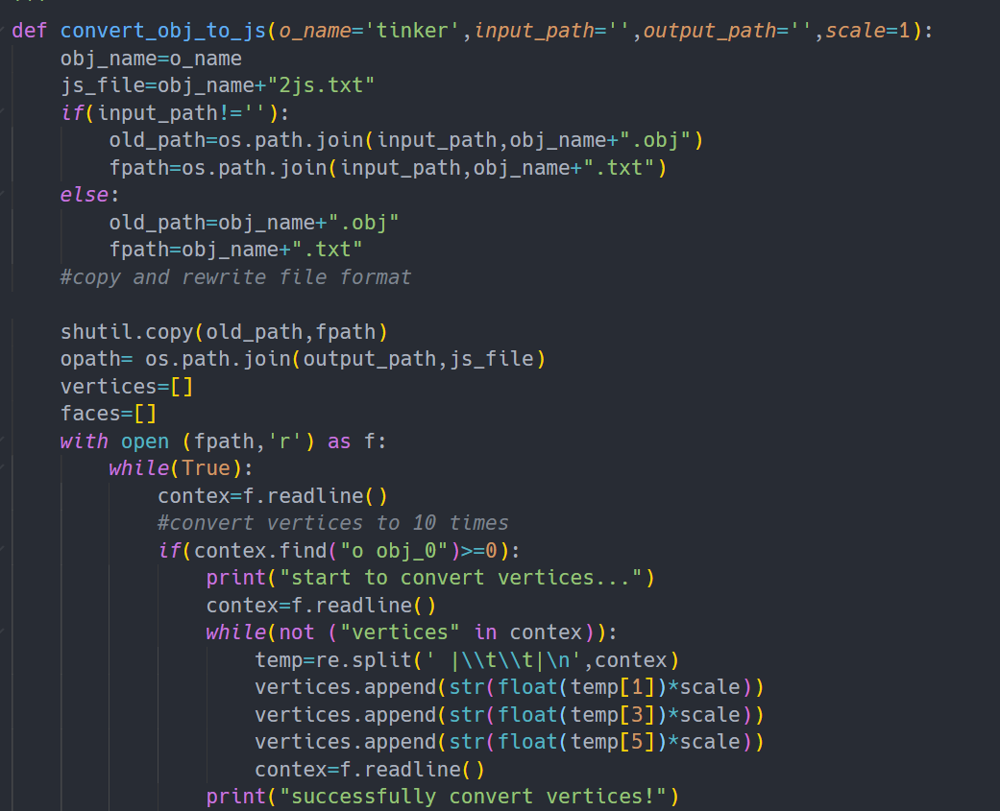 def convert_obj_to_js(o_name='tinker',input_path='',output_path='',scale=1):
    obj_name=o_name
    js_file=obj_name+"2js.txt"
    if(input_path!=''):
        old_path=os.path.join(input_path,obj_name+".obj")
        fpath=os.path.join(input_path,obj_name+".txt")
    else:
        old_path=obj_name+".obj"
        fpath=obj_name+".txt"
    #copy and rewrite file format

    shutil.copy(old_path,fpath)
    opath= os.path.join(output_path,js_file)
    vertices=[]
    faces=[]
    with open (fpath,'r') as f:
        while(True):
            contex=f.readline()
            #convert vertices to 10 times
            if(contex.find("o obj_0")>=0):
                print("start to convert vertices...")
                contex=f.readline()
                while(not ("vertices" in contex)):
                    temp=re.split(' |\\t\\t|\n',contex)
                    vertices.append(str(float(temp[1])*scale))
                    vertices.append(str(float(temp[3])*scale))
                    vertices.append(str(float(temp[5])*scale))
                    contex=f.readline()
                print("successfully convert vertices!")